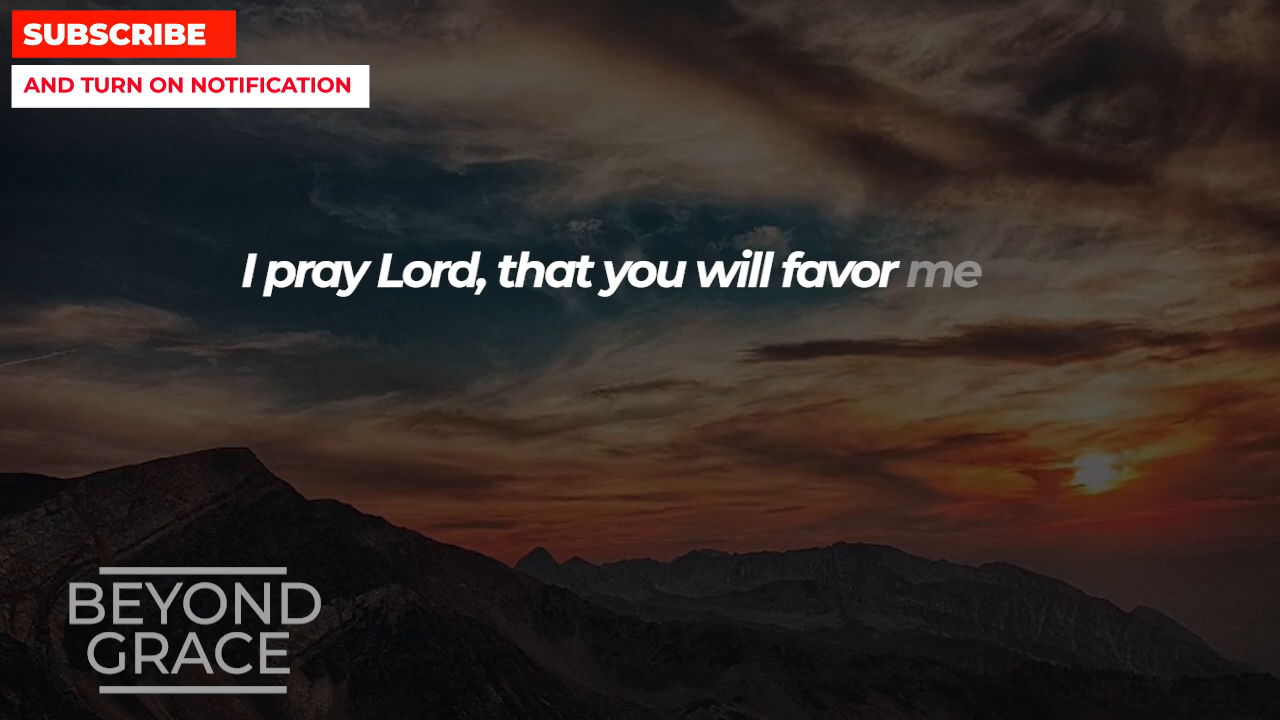 SUBSCRIBE
AND TURN ON NOTIFICATION
I pray Lord, that you will favor me
BEYOND
GRACE